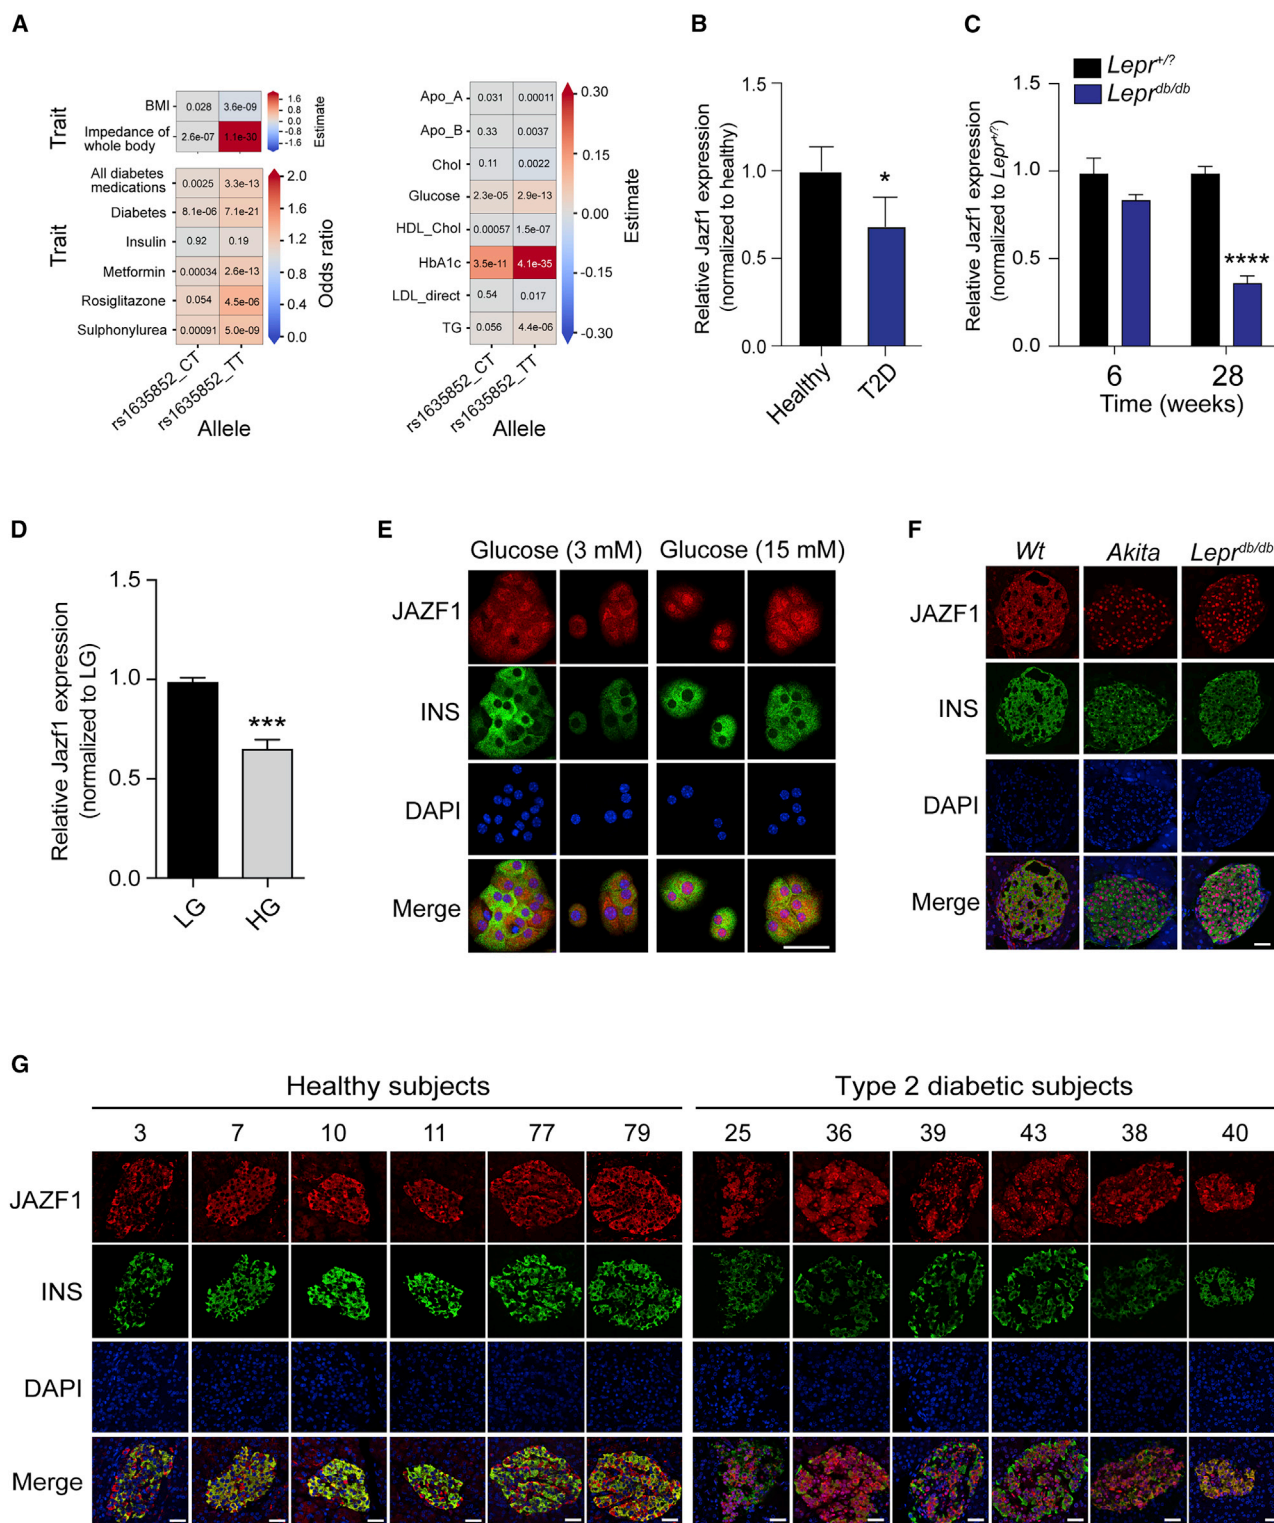 A
Trait
BMI
0.028
3.6e-09
Impedance of
whole body
2.6e-07
1.1e-30
1.6
0.8
-0.0
-0.8
-1.6
Estimate
Trait
All diabetes
medications
0.0025
3.3e-13
Diabetes
8.1e-06
7.1e-21
Insulin
0.92
0.19
Metformin
0.00034
2.6e-13
Rosiglitazone
0.054
4.5e-06
Sulphonylurea
0.00091
5.0e-09
2.0
1.6
1.2
0.8
0.4
0.0
Odds ratio
rs1635852_CT
rs1635852_TT
Allele
Apo_A
0.031
0.00011
Apo_B
0.33
0.0037
Chol
0.11
0.0022
Glucose
2.3e-05
2.9e-13
HDL_Chol
0.00057
1.5e-07
HbA1c
3.5e-11
4.1e-35
LDL_direct
0.54
0.017
TG
0.056
4.4e-06
0.30
0.15
0.00
-0.15
-0.30
Estimate
rs1635852_CT
rs1635852_TT
Allele
B
Relative Jazf1 expression
(normalized to healthy)
1.5
1.0
0.5
0.0
*
Healthy
T2D
C
Lepr+/?
Leprdb/db
Relative Jazf1 expression
(normalized to Lepr+/?)
1.5
1.0
0.5
0.0
****
6
28
Time (weeks)
D
Relative Jazf1 expression
(normalized to LG)
1.5
1.0
0.5
0.0
***
LG
HG
E
Glucose (3 mM)
Glucose (15 mM)
JAZF1
INS
DAPI
Merge
F
Wt
Akita
Leprdb/db
JAZF1
INS
DAPI
Merge
G
Healthy subjects
Type 2 diabetic subjects
3 7 10 11 77 79 25 36 39 43 38 40
JAZF1
INS
DAPI
Merge